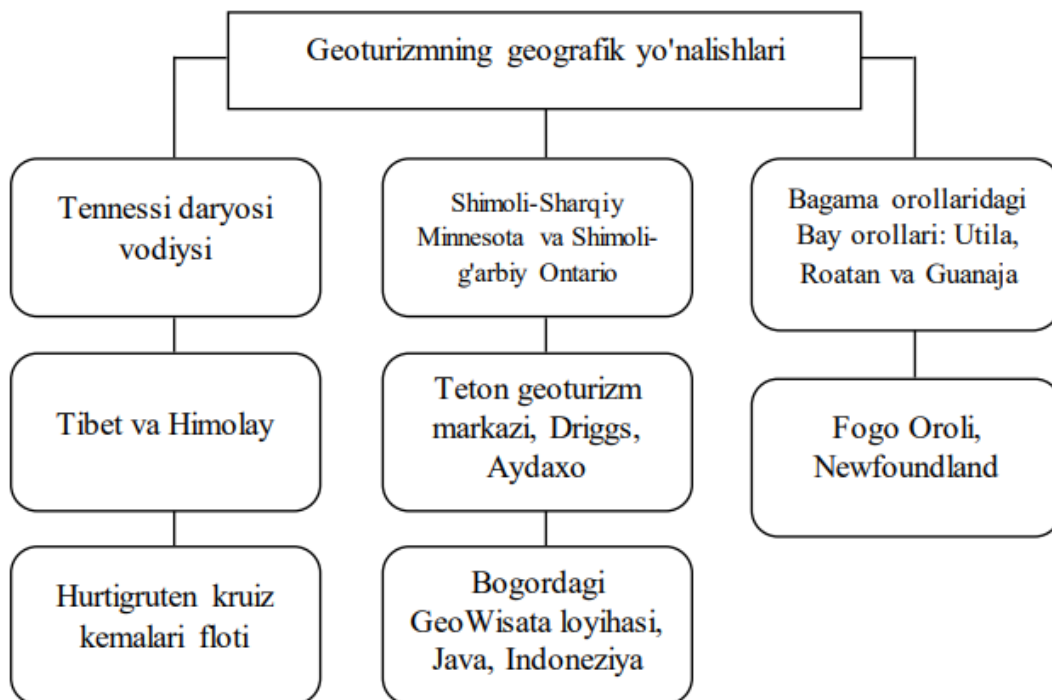 Geoturizmning geografik yo'nalishlari
Tennessi daryosi
vodiysi
Shimoli-Sharqiy
Minnesota va Shimoli-
g'arbiy Ontario
Bagama orollaridagi
Bay orollari: Utila,
Roatan va Guanaja
Tibet va Himolay
Teton geoturizm
markazi, Driggs,
Aydaxo
Fogo Oroli,
Newfoundland
Hurtigruten kruiz
kemalari floti
Bogordagi
GeoWisata loyihasi,
Java, Indoneziya